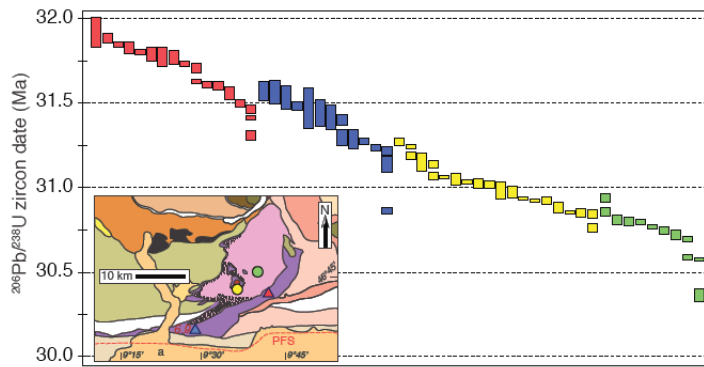 32.0
31.5
31.0
30.5
30.0
²⁰⁶Pb/²³⁸U zircon date (Ma)
N
10 km
46°45'
PFS
9°15'
a
9°30'
9°45'